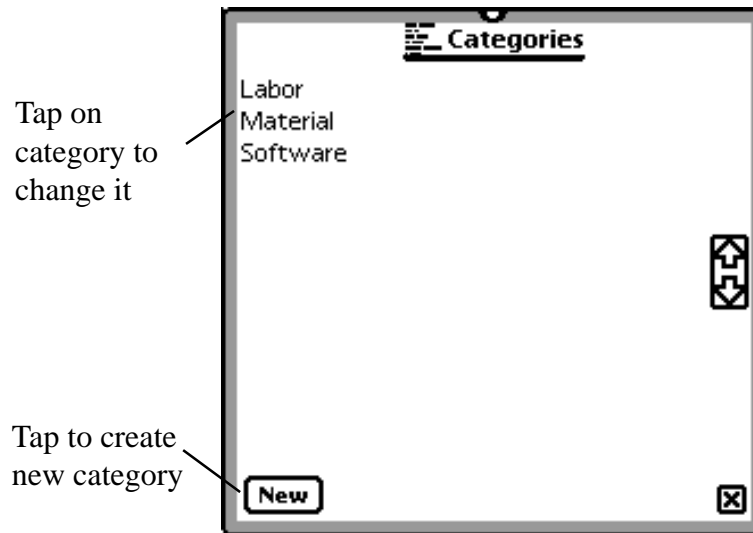 Categories
Labor
Material
Software
Tap on
category to
change it
Tap to create
new category
New